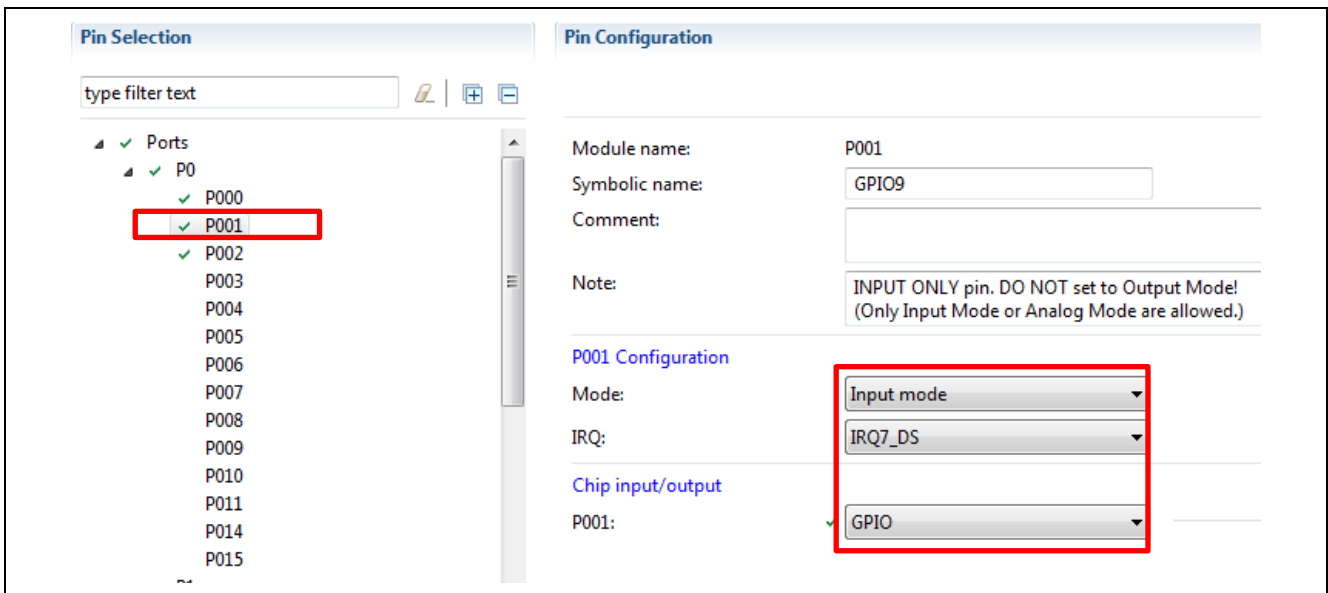 Pin Selection
type filter text
Ports
P0
P000
P001
P002
P003
P004
P005
P006
P007
P008
P009
P010
P011
P014
P015
Pin Configuration
Module name: P001
Symbolic name: GPIO9
Comment:
Note: INPUT ONLY pin. DO NOT set to Output Mode!
(Only Input Mode or Analog Mode are allowed.)
P001 Configuration
Mode: Input mode
IRQ: IRQ7_DS
Chip input/output
P001: GPIO